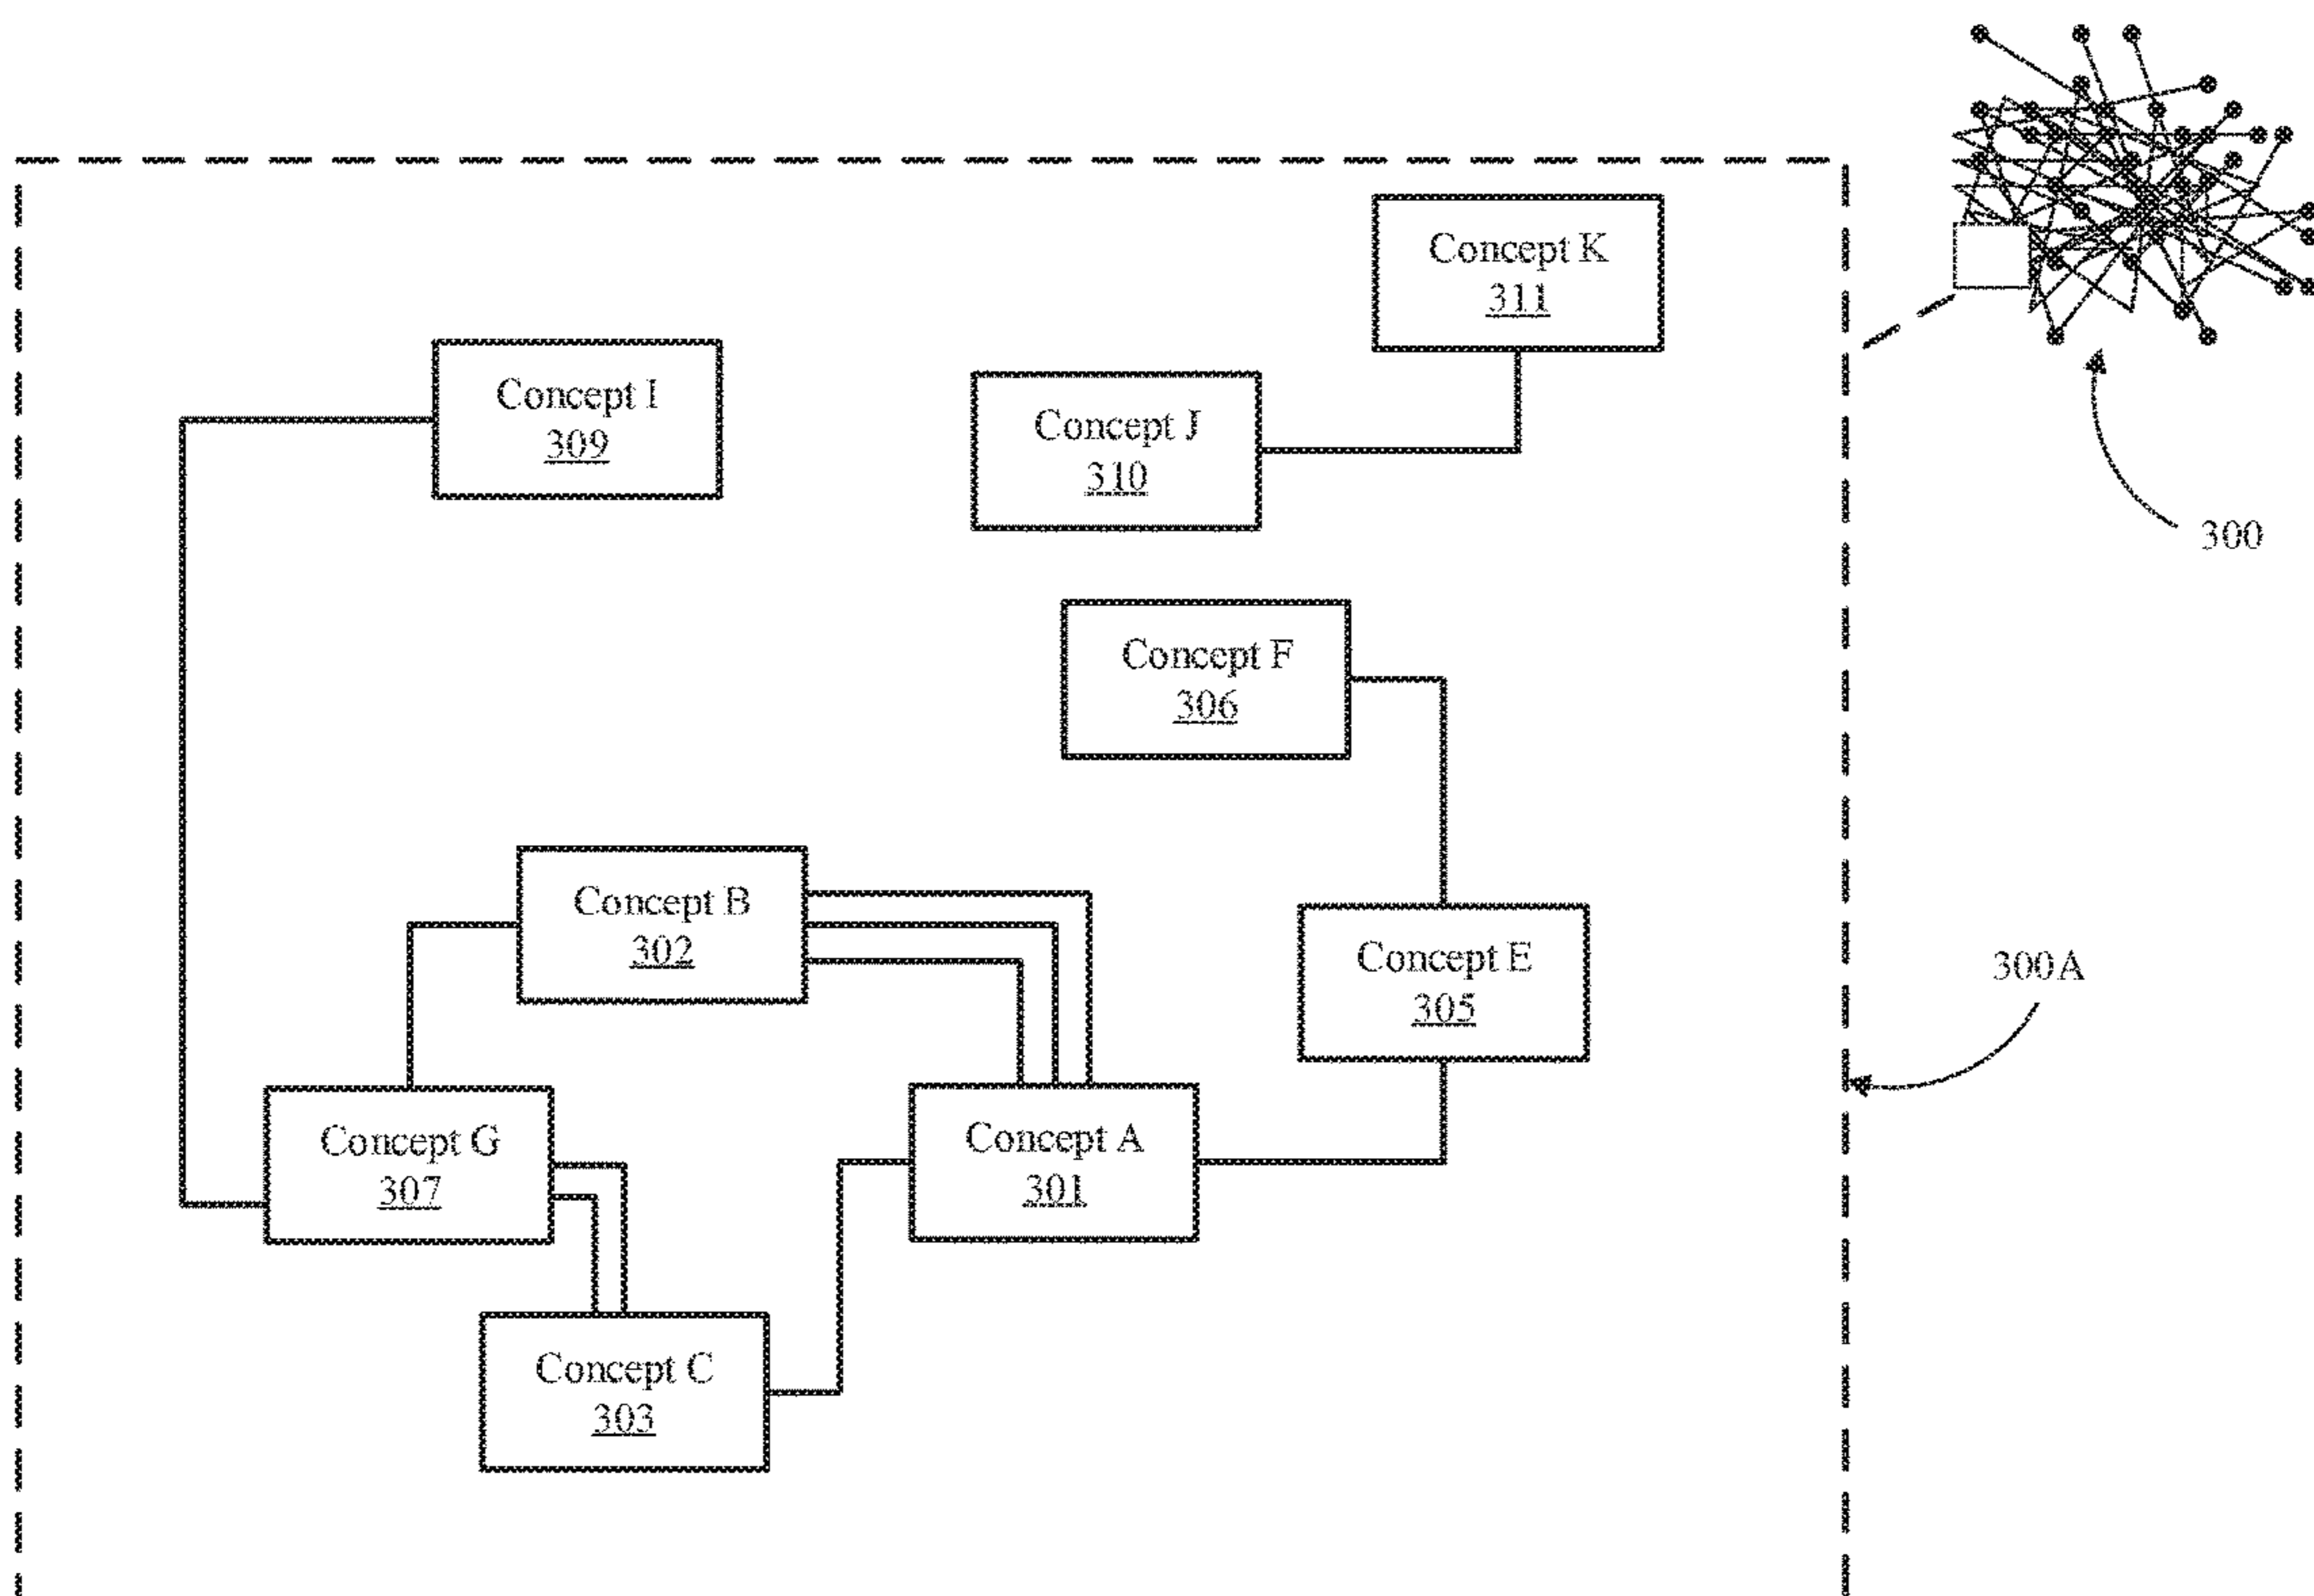 Concept K
311
Concept I
309
Concept J
310
300
Concept F
306
Concept B
302
Concept E
305
300A
Concept G
307
Concept A
301
Concept C
303